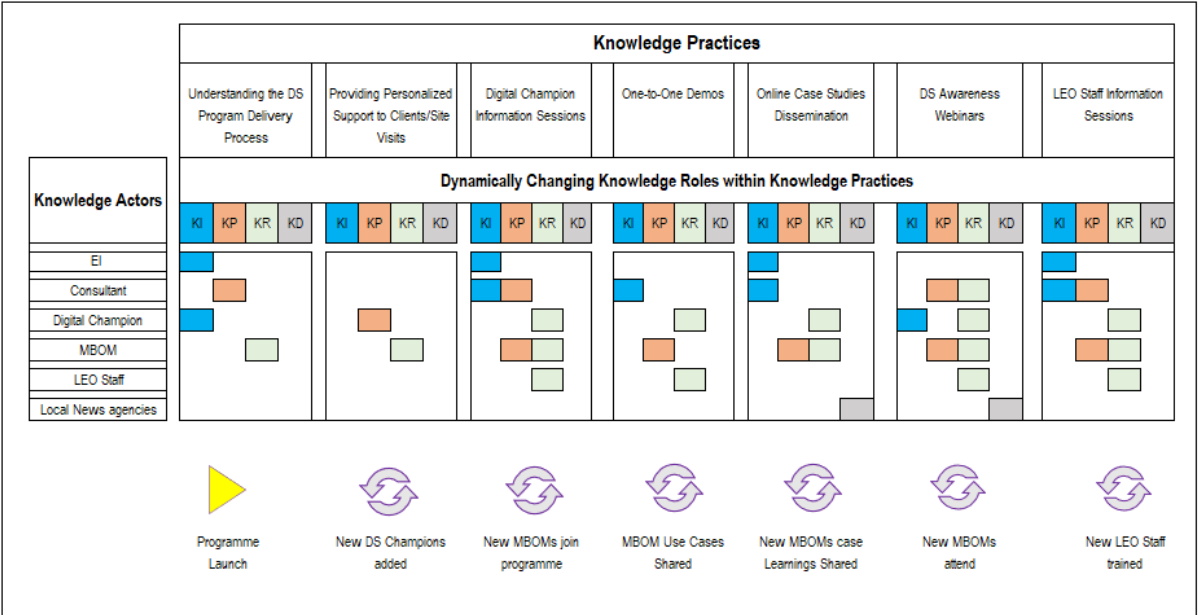 Knowledge Practices
Understanding the DS
Program Delivery
Process
Providing Personalized
Support to Clients/Site
Visits
Digital Champion
Information Sessions
One-to-One Demos
Online Case Studies
Dissemination
DS Awareness
Webinars
LEO Staff Information
Sessions
Knowledge Actors
Dynamically Changing Knowledge Roles within Knowledge Practices
KI KP KR KD
KI KP KR KD
KI KP KR KD
KI KP KR KD
KI KP KR KD
KI KP KR KD
KI KP KR KD
EI
Consultant
Digital Champion
MBOM
LEO Staff
Local News agencies
Programme
Launch
New DS Champions
added
New MBOMs join
programme
MBOM Use Cases
Shared
New MBOMs case
Learnings Shared
New MBOMs
attend
New LEO Staff
trained